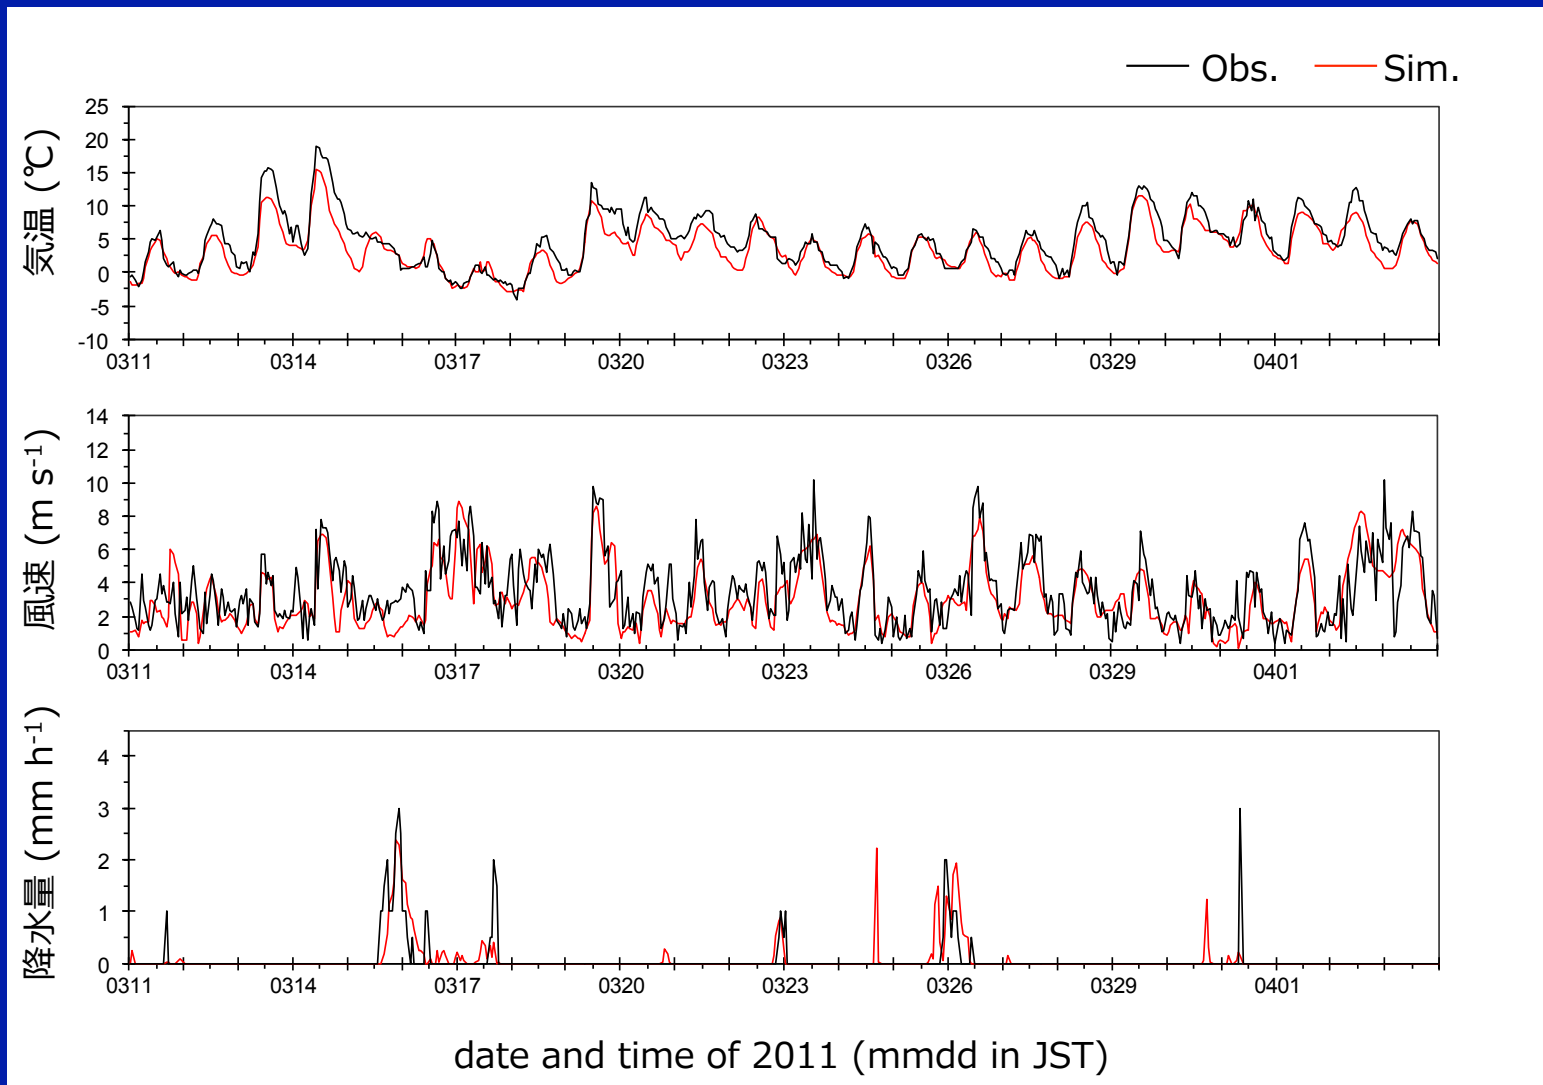 Obs. Sim.
気温 (℃)
25
20
15
10
5
0
-5
-10
0311 0314 0317 0320 0323 0326 0329 0401
風速 (m s-1)
14
12
10
8
6
4
2
0
0311 0314 0317 0320 0323 0326 0329 0401
降水量 (mm h-1)
4
3
2
1
0
0311 0314 0317 0320 0323 0326 0329 0401
date and time of 2011 (mmdd in JST)